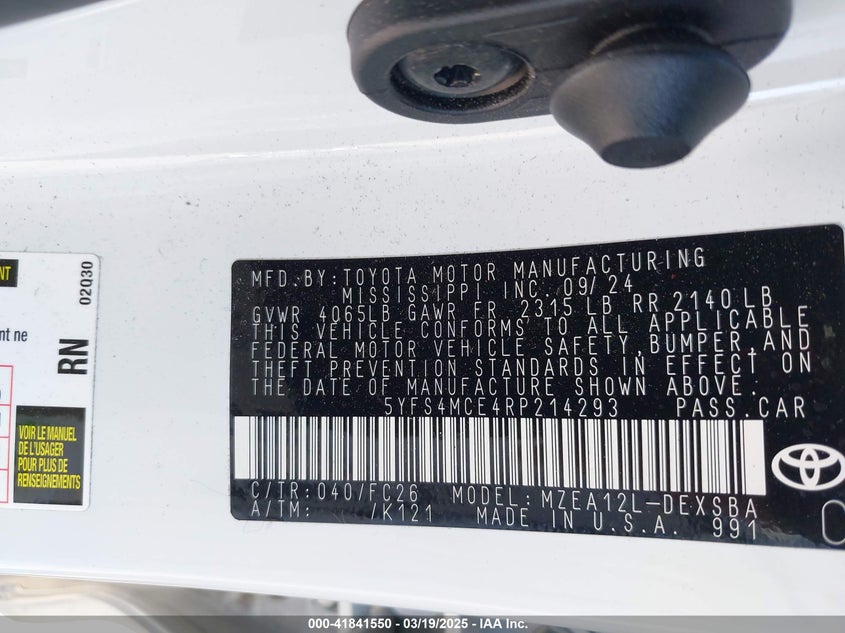 MFD.BY:TOYOTA MOTOR MANUFACTURING
MISSISSIPPI INC. 09/24
GVWR 4065LB GAWR FR 2315 LB RR 2140LB
THIS VEHICLE CONFORMS TO ALL APPLICABLE
FEDERAL MOTOR VEHICLE SAFETY,BUMPER,AND
THEFT PREVENTION STANDARDS IN EFFECT ON
THE DATE OF MANUFACTURE SHOWN ABOVE.
5YFS4MCE4RP214293 PASS.CAR
C/TR:040/FC26 MODEL:MZEA12L-DEXSBA
A/TM: /K121 MADE IN U.S.A. 991
02Q30
RN
NT
nt ne
VOIR LE MANUEL
DE L'USAGER
POUR PLUS DE
RENSEIGNEMENTS
000-41841550 - 03/19/2025 - IAA Inc.